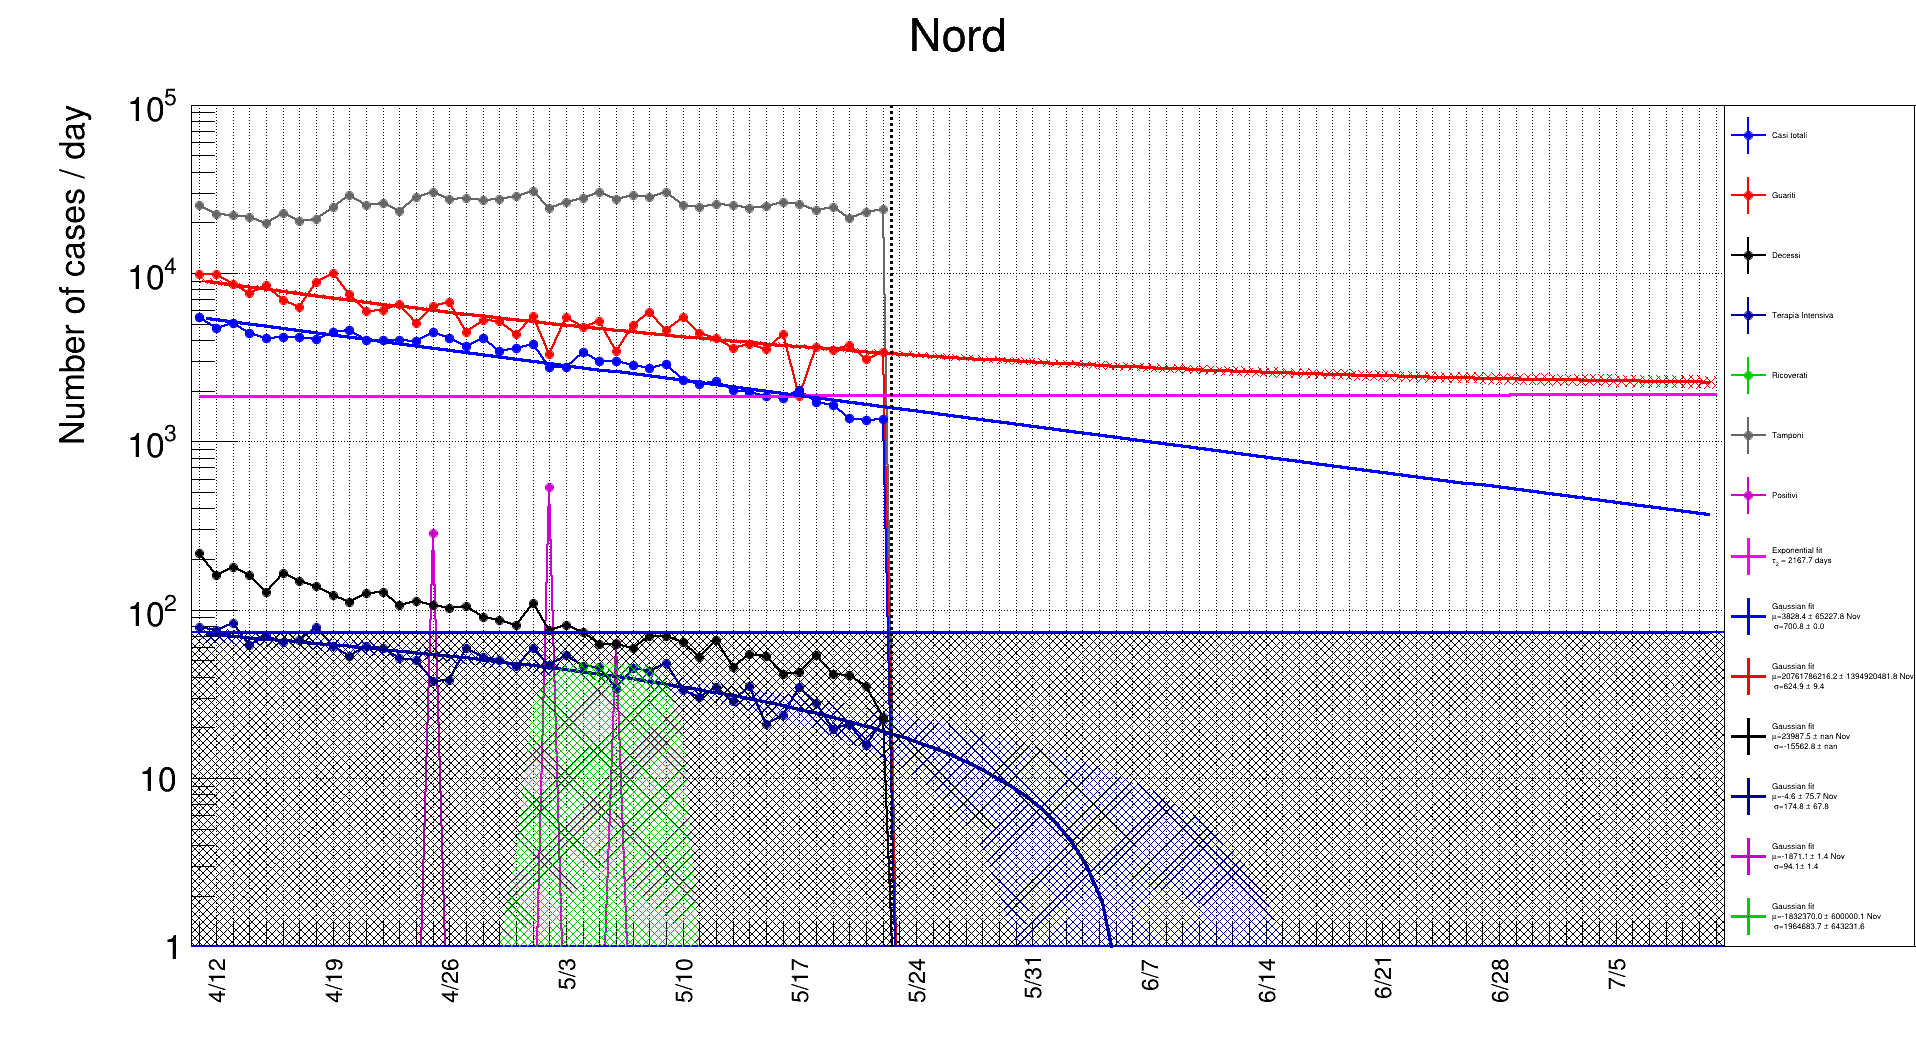 Nord
Number of cases / day
10^5
10^4
10^3
10^2
10
1
4/12
4/19
4/26
5/3
5/10
5/17
5/24
5/31
6/7
6/14
6/21
6/28
7/5
Casi totali
Guariti
Decessi
Terapia Intensiva
Ricoverati
Tamponi
Positivi
Exponential fit
τ₂ = 2167.7 days
Gaussian fit
μ=3828.4 ± 65227.8 Nov
σ=700.8 ± 0.0
Gaussian fit
μ=20761786216.2 ± 1394920481.9 Nov
σ=624.9 ± 9.4
Gaussian fit
μ=23987.5 ± nan Nov
σ=-15562.8 ± nan
Gaussian fit
μ=-4.6 ± 75.7 Nov
σ=174.8 ± 67.8
Gaussian fit
μ=-1871.1 ± 1.4 Nov
σ=94.1 ± 1.4
Gaussian fit
μ=-1832370.0 ± 600000.1 Nov
σ=1964683.7 ± 643231.6